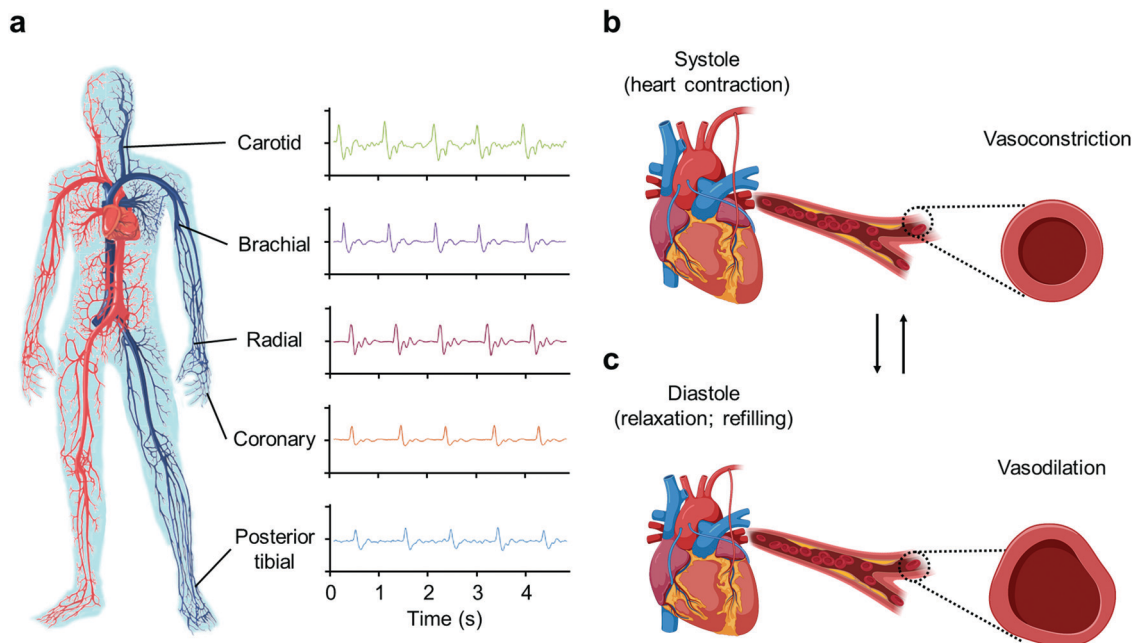 a
Carotid
Brachial
Radial
Coronary
Posterior
tibial
0 1 2 3 4
Time (s)
b
Systole
(heart contraction)
Vasoconstriction
c
Diastole
(relaxation; refilling)
Vasodilation